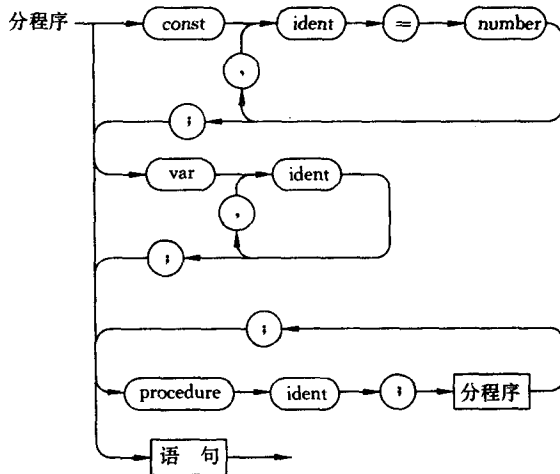 分程序 const ident = number
,
;
var ident
,
;
;
procedure ident ; 分程序
语 句